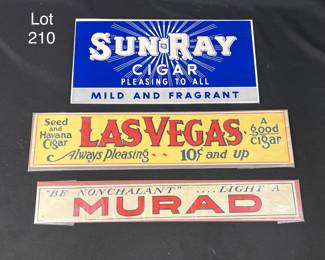 Lot
210
SUN-RAY
CIGAR
PLEASING TO ALL
MILD AND FRAGRANT
Seed and Havana Cigar
LAS VEGAS
A good cigar
Always Pleasing - - 10¢ and up
"BE NONCHALANT" .... LIGHT A
MURAD